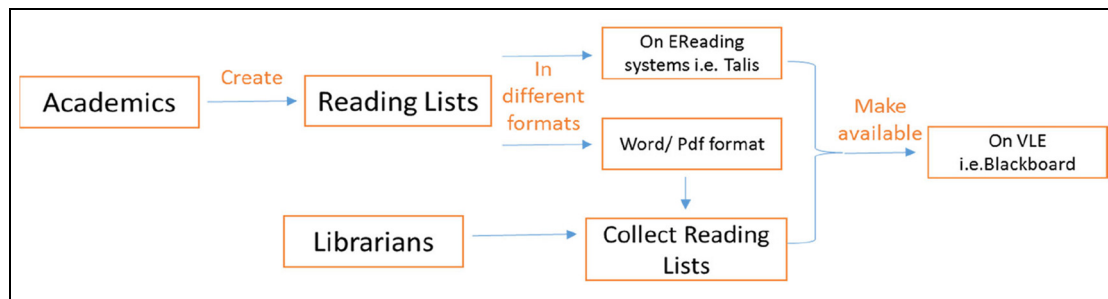 Academics
Create
Reading Lists
In
different
formats
On EReading
systems i.e. Talis
Word/ Pdf format
Librarians
Collect Reading
Lists
Make
available
On VLE
i.e.Blackboard